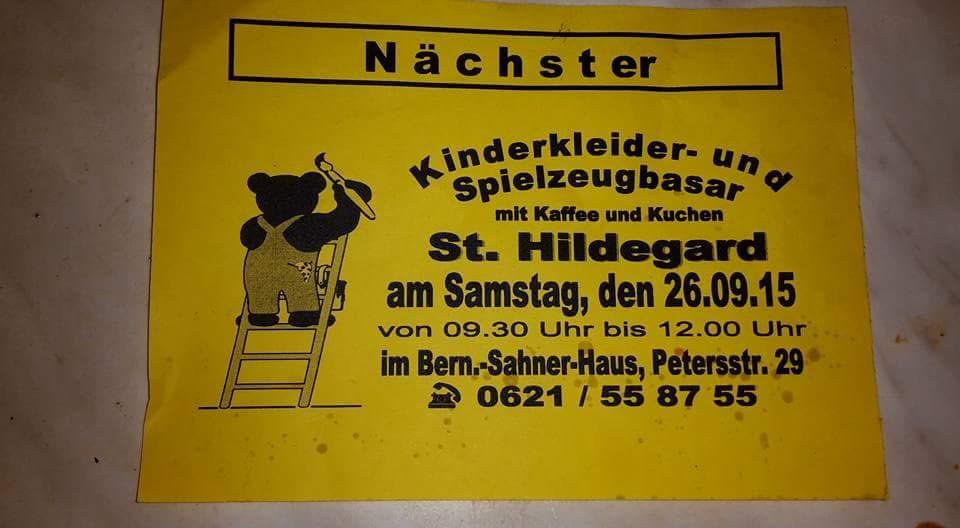 Nächster
Kinderkleider- und
Spielzeugbasar
mit Kaffee und Kuchen
St. Hildegard
am Samstag, den 26.09.15
von 09.30 Uhr bis 12.00 Uhr
im Bern.-Sahner-Haus, Petersstr. 29
0621 / 55 87 55